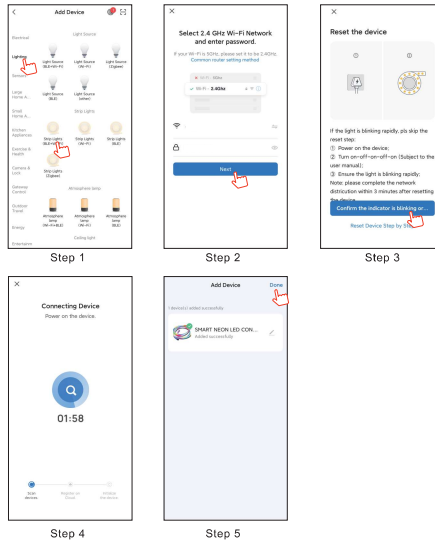 Add Device
Electrical
Light Source
Lighting
Light Source
(BLE+Wi-Fi)
Light Source
(Wi-Fi)
Light Source
(Zigbee)
Sensors
Large
Home A...
Light Source
(BLE)
Light Source
(other)
Small
Home A...
Strip Lights
Kitchen
Appliances
Strip Lights
(BLE+Wi-Fi)
Strip Lights
(Wi-Fi)
Strip Lights
(BLE)
Exercise &
Health
Camera &
Lock
Strip Lights
(Zigbee)
Gateway
Control
Atmosphere lamp
Outdoor
Travel
Atmosphere
lamp
(Wi-Fi+BLE)
Atmosphere
lamp
(Wi-Fi)
Atmosphere
lamp
(BLE)
Energy
Ceiling light
Entertainm
Step 1
Select 2.4 GHz Wi-Fi Network
and enter password.
If your Wi-Fi is 5GHz, please set it to be 2.4GHz.
Common router setting method
Wi-Fi - 5Ghz
Wi-Fi - 2.4Ghz
Next
Step 2
Reset the device
If the light is blinking rapidly, pls skip the
reset step:
① Power on the device;
② Turn on-off-on-off-on (Subject to the
user manual);
③ Ensure the light is blinking rapidly;
Note: please complete the network
distribution within 3 minutes after resetting
the device
Confirm the indicator is blinking or...
Reset Device Step by Step
Step 3
Connecting Device
Power on the device.
01:58
Scan
devices
Register on
Cloud
Initialize
the device
Step 4
Add Device
Done
1 device(s) added successfully
SMART NEON LED CON...
Added successfully
Step 5